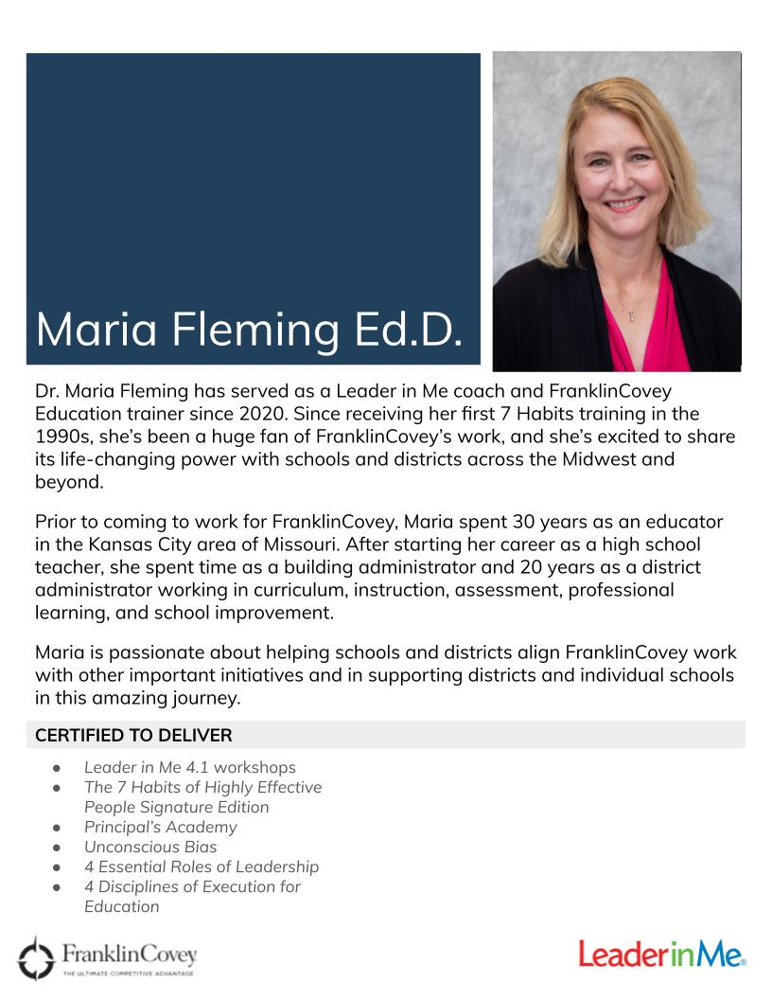 Maria Fleming Ed.D.
Dr. Maria Fleming has served as a Leader in Me coach and FranklinCovey
Education trainer since 2020. Since receiving her first 7 Habits training in the
1990s, she’s been a huge fan of FranklinCovey’s work, and she’s excited to share
its life-changing power with schools and districts across the Midwest and
beyond.
Prior to coming to work for FranklinCovey, Maria spent 30 years as an educator
in the Kansas City area of Missouri. After starting her career as a high school
teacher, she spent time as a building administrator and 20 years as a district
administrator working in curriculum, instruction, assessment, professional
learning, and school improvement.
Maria is passionate about helping schools and districts align FranklinCovey work
with other important initiatives and in supporting districts and individual schools
in this amazing journey.
CERTIFIED TO DELIVER
● Leader in Me 4.1 workshops
● The 7 Habits of Highly Effective
People Signature Edition
● Principal’s Academy
● Unconscious Bias
● 4 Essential Roles of Leadership
● 4 Disciplines of Execution for
Education
FranklinCovey
THE ULTIMATE COMPETITIVE ADVANTAGE
LeaderinMe®